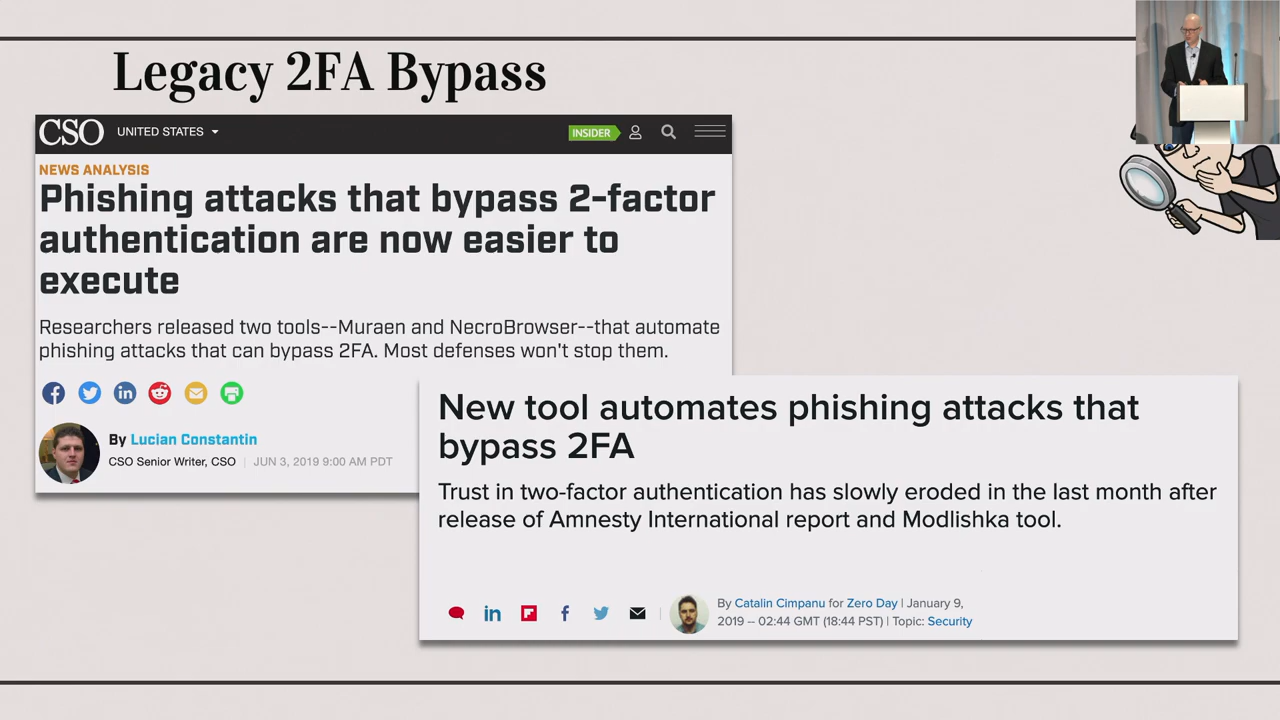 Legacy 2FA Bypass
CSO UNITED STATES
INSIDER
NEWS ANALYSIS
Phishing attacks that bypass 2-factor
authentication are now easier to
execute
Researchers released two tools--Muraen and NecroBrowser--that automate
phishing attacks that can bypass 2FA. Most defenses won't stop them.
By Lucian Constantin
CSO Senior Writer, CSO | JUN 3, 2019 9:00 AM PDT
New tool automates phishing attacks that
bypass 2FA
Trust in two-factor authentication has slowly eroded in the last month after
release of Amnesty International report and Modlishka tool.
By Catalin Cimpanu for Zero Day | January 9,
2019 -- 02:44 GMT (18:44 PST) | Topic: Security